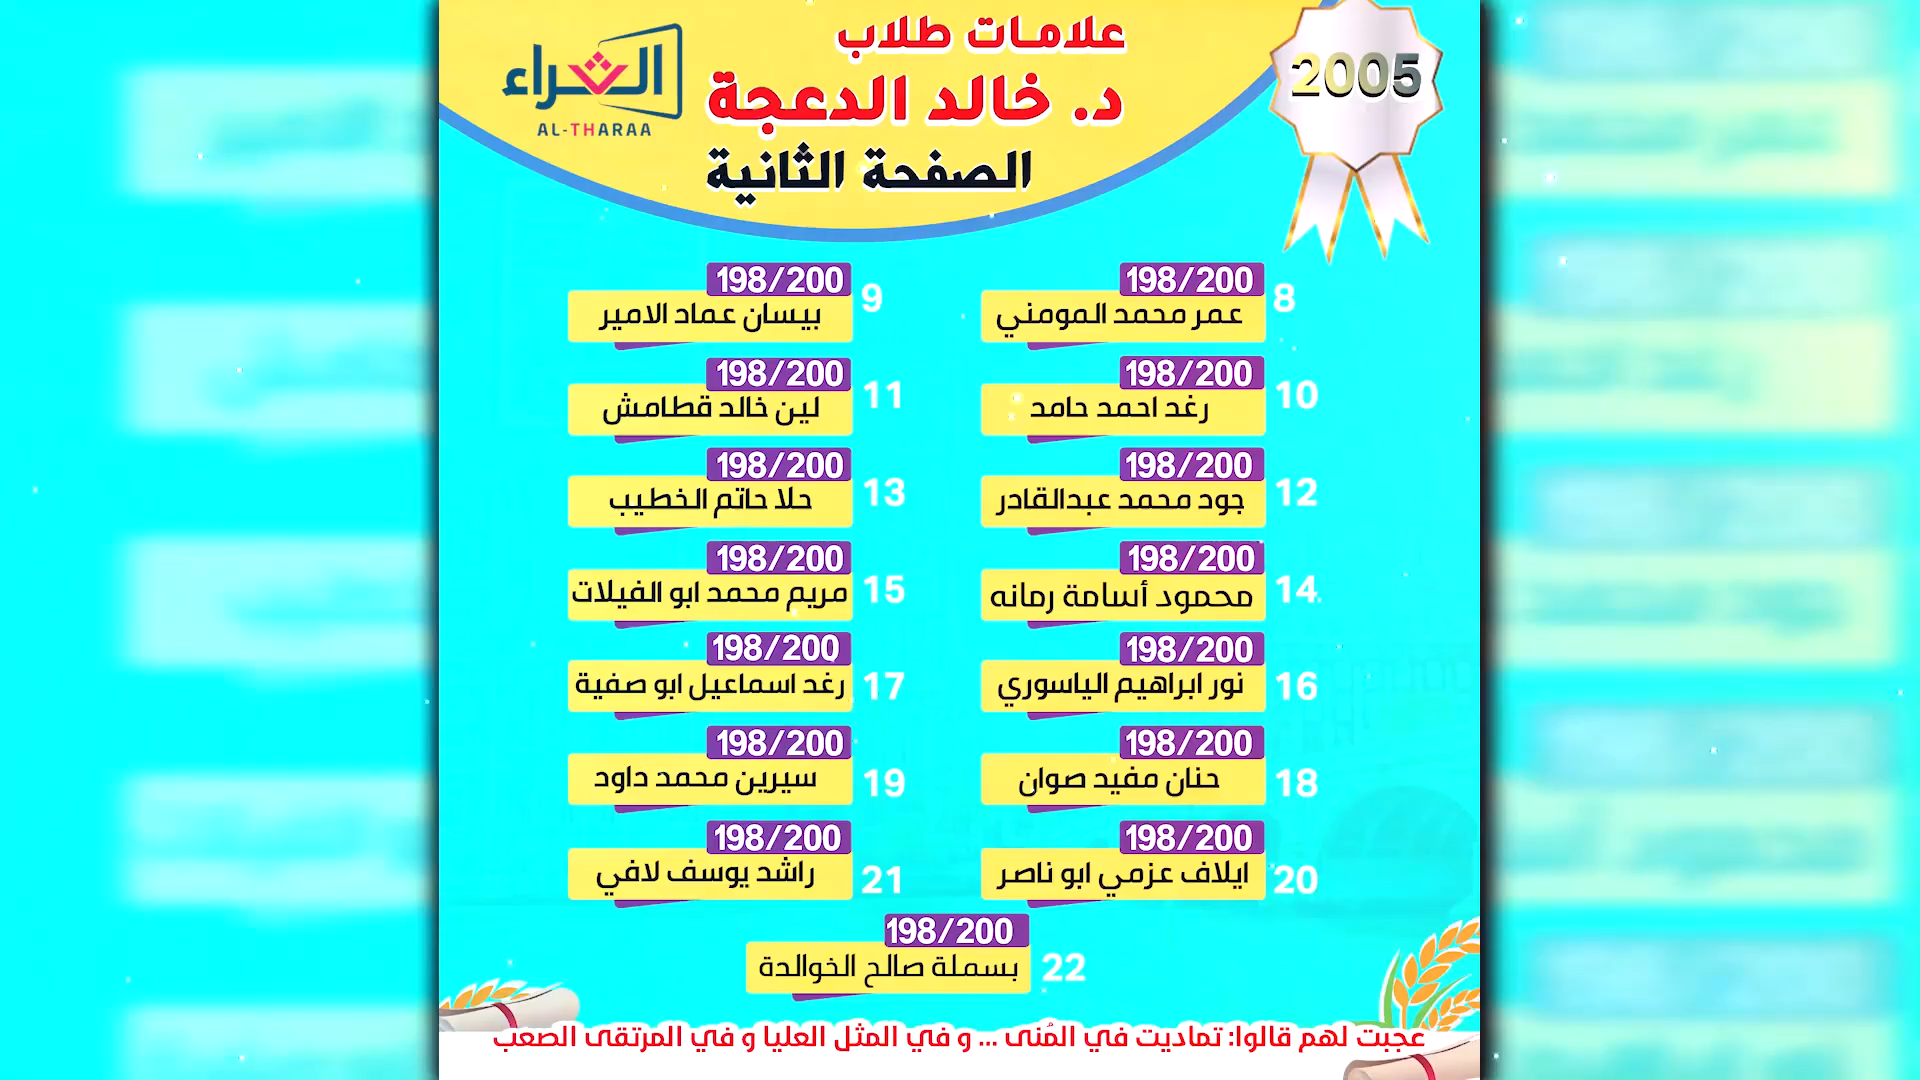 علامات طلاب
د. خالد الدعجة
الصفحة الثانية
الثراء
AL-THARAA
2005
8
198/200
عمر محمد المومني
9
198/200
بيسان عماد الامير
10
198/200
رغد احمد حامد
11
198/200
لين خالد قطامش
12
198/200
جود محمد عبدالقادر
13
198/200
حلا حاتم الخطيب
14
198/200
محمود أسامة رمانه
15
198/200
مريم محمد ابو الفيلات
16
198/200
نور ابراهيم الياسوري
17
198/200
رغد اسماعيل ابو صفية
18
198/200
حنان مفيد صوان
19
198/200
سيرين محمد داود
20
198/200
ايلاف عزمي ابو ناصر
21
198/200
راشد يوسف لافي
22
198/200
بسملة صالح الخوالدة
عجبت لهم قالوا: تماديت في المُنى ... و في المثل العليا و في المرتقى الصعب